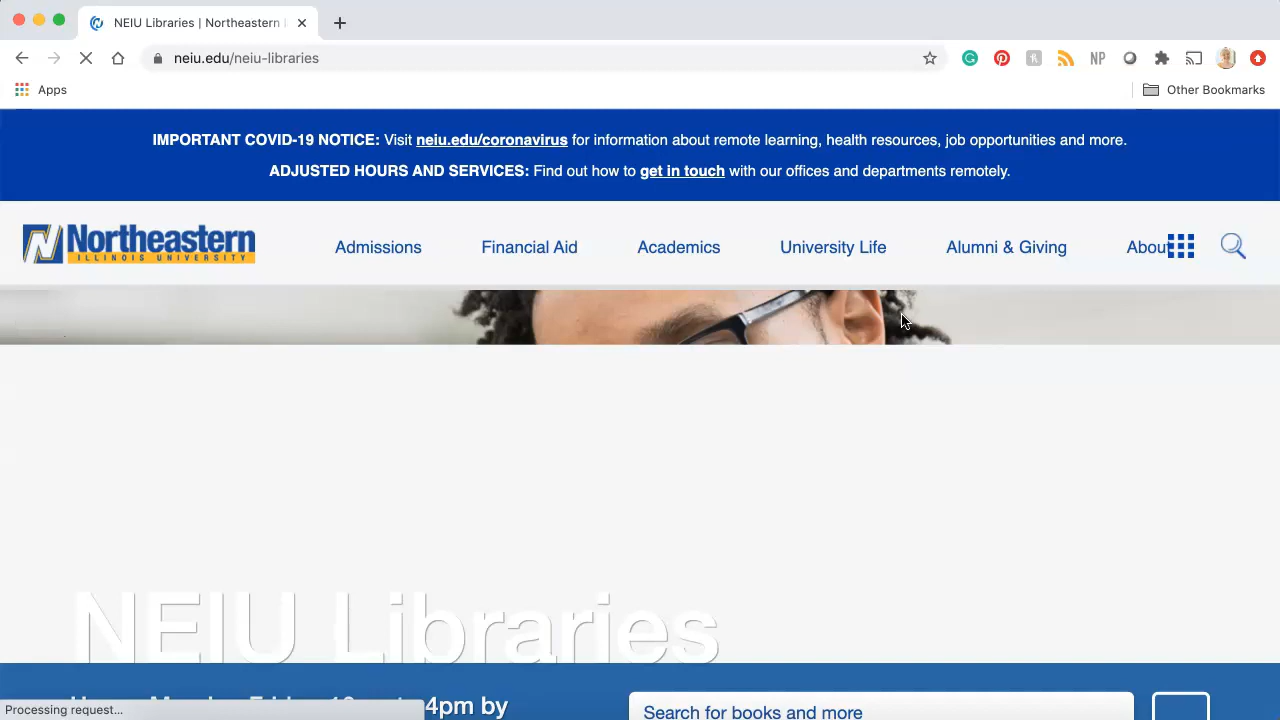 NEIU Libraries | Northeastern
neiu.edu/neiu-libraries
NP
Apps
Other Bookmarks
IMPORTANT COVID-19 NOTICE: Visit neiu.edu/coronavirus for information about remote learning, health resources, job opportunities and more.
ADJUSTED HOURS AND SERVICES: Find out how to get in touch with our offices and departments remotely.
Northeastern
ILLINOIS UNIVERSITY
Admissions
Financial Aid
Academics
University Life
Alumni & Giving
About
NEIU Libraries
4pm by
Search for books and more
Processing request...